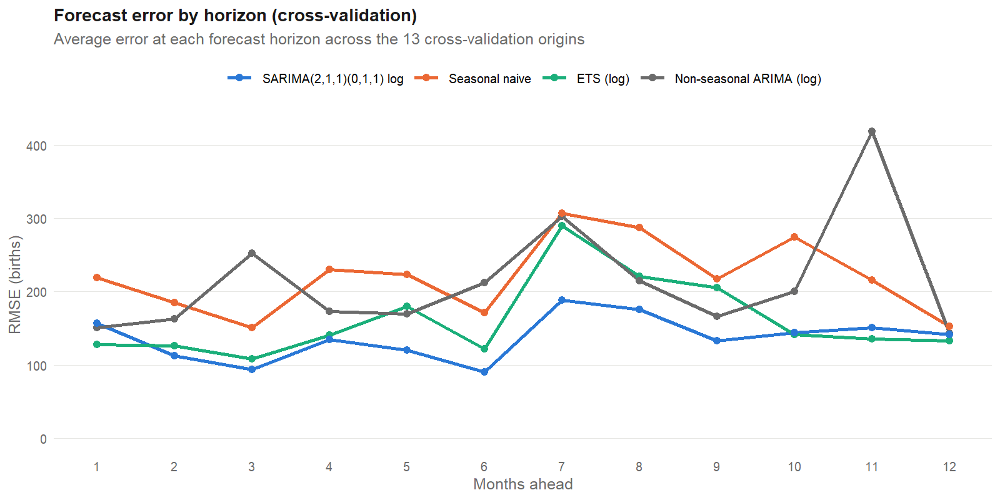 Forecast error by horizon (cross-validation)
Average error at each forecast horizon across the 13 cross-validation origins
SARIMA(2,1,1)(0,1,1) log Seasonal naive ETS (log) Non-seasonal ARIMA (log)
RMSE (births)
400
300
200
100
0
1 2 3 4 5 6 7 8 9 10 11 12
Months ahead